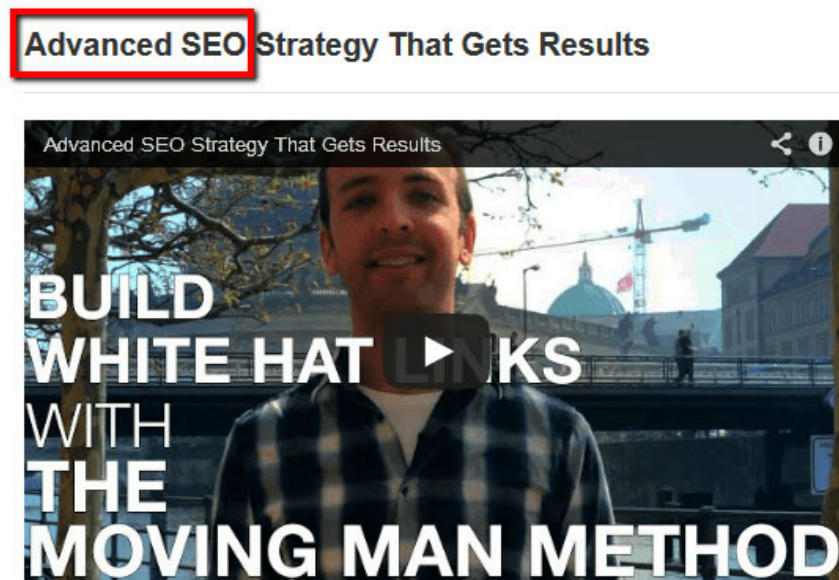 Advanced SEO Strategy That Gets Results
Advanced SEO Strategy That Gets Results
BUILD
WHITE HAT LINKS
WITH
THE
MOVING MAN METHOD